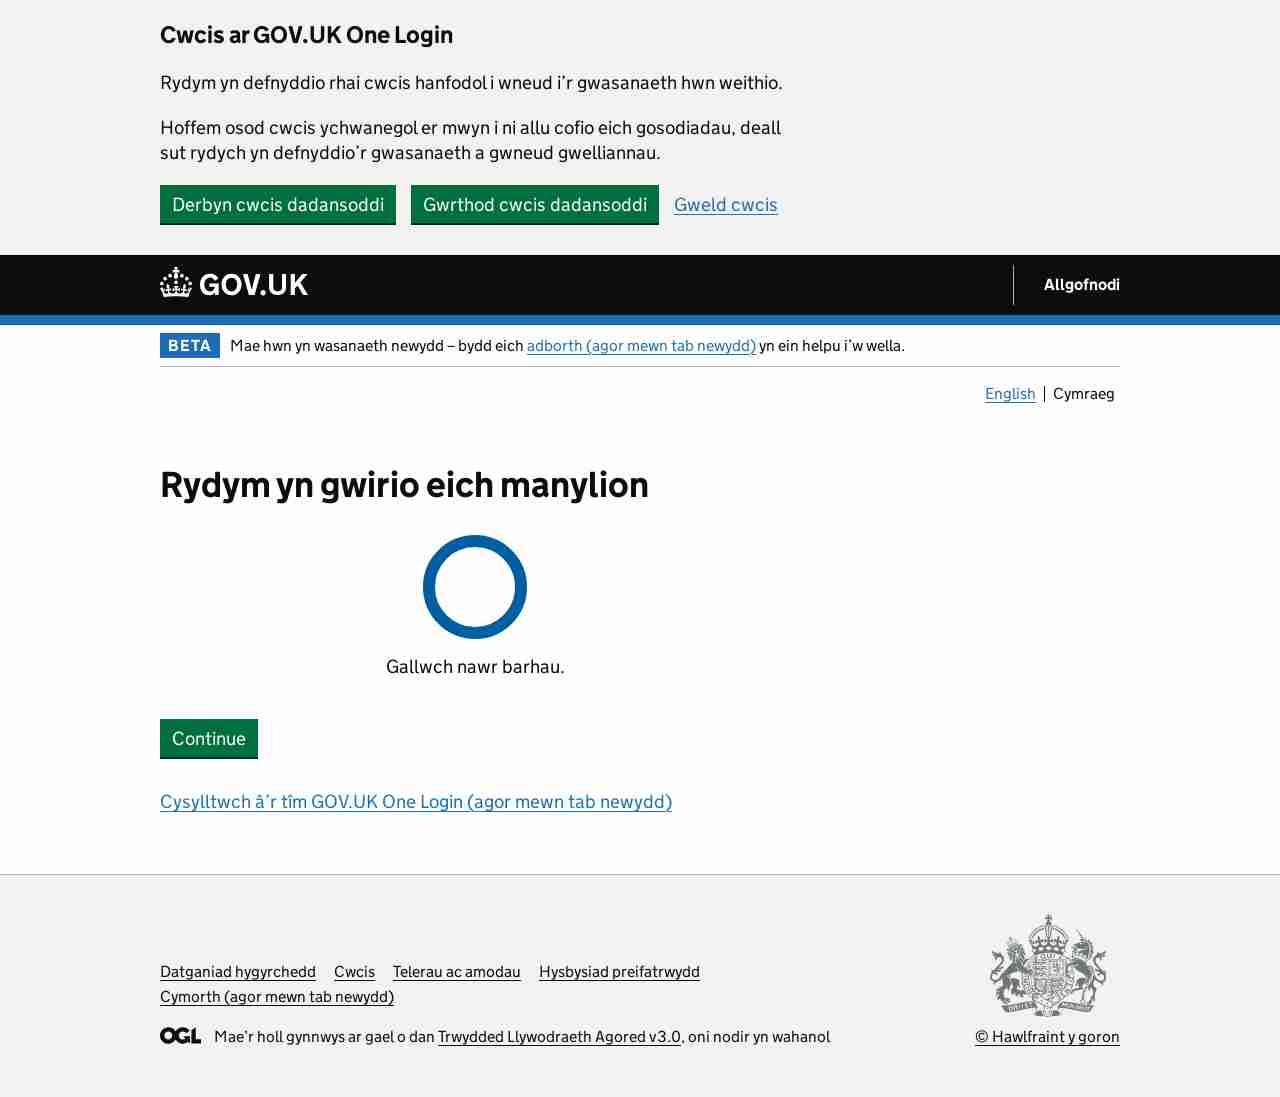 Cwcis ar GOV.UK One Login
Rydym yn defnyddio rhai cwcis hanfodol i wneud i’r gwasanaeth hwn weithio.
Hoffem osod cwcis ychwanegol er mwyn i ni allu cofio eich gosodiadau, deall
sut rydych yn defnyddio’r gwasanaeth a gwneud gwelliannau.
Derbyn cwcis dadansoddi Gwrthod cwcis dadansoddi Gweld cwcis
GOV.UK Allgofnodi
BETA Mae hwn yn wasanaeth newydd – bydd eich adborth (agor mewn tab newydd) yn ein helpu i’w wella.
English Cymraeg
Rydym yn gwirio eich manylion
Gallwch nawr barhau.
Continue
Cysylltwch â’r tîm GOV.UK One Login (agor mewn tab newydd)
Datganiad hygyrchedd Cwcis Telerau ac amodau Hysbysiad preifatrwydd
Cymorth (agor mewn tab newydd)
OGL Mae’r holl gynnwys ar gael o dan Trwydded Llywodraeth Agored v3.0, oni nodir yn wahanol
© Hawlfraint y goron